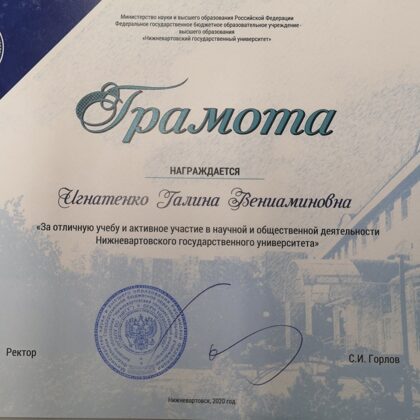 Министерство науки и высшего образования Российской Федерации
Федеральное государственное бюджетное образовательное учреждение
высшего образования
«Нижневартовский государственный университет»
Грамота
НАГРАЖДАЕТСЯ
Игнатенко Галина Вениаминовна
«За отличную учебу и активное участие в научной и общественной деятельности
Нижневартовского государственного университета»
Ректор
С.И. Горлов
Нижневартовск, 2020 год